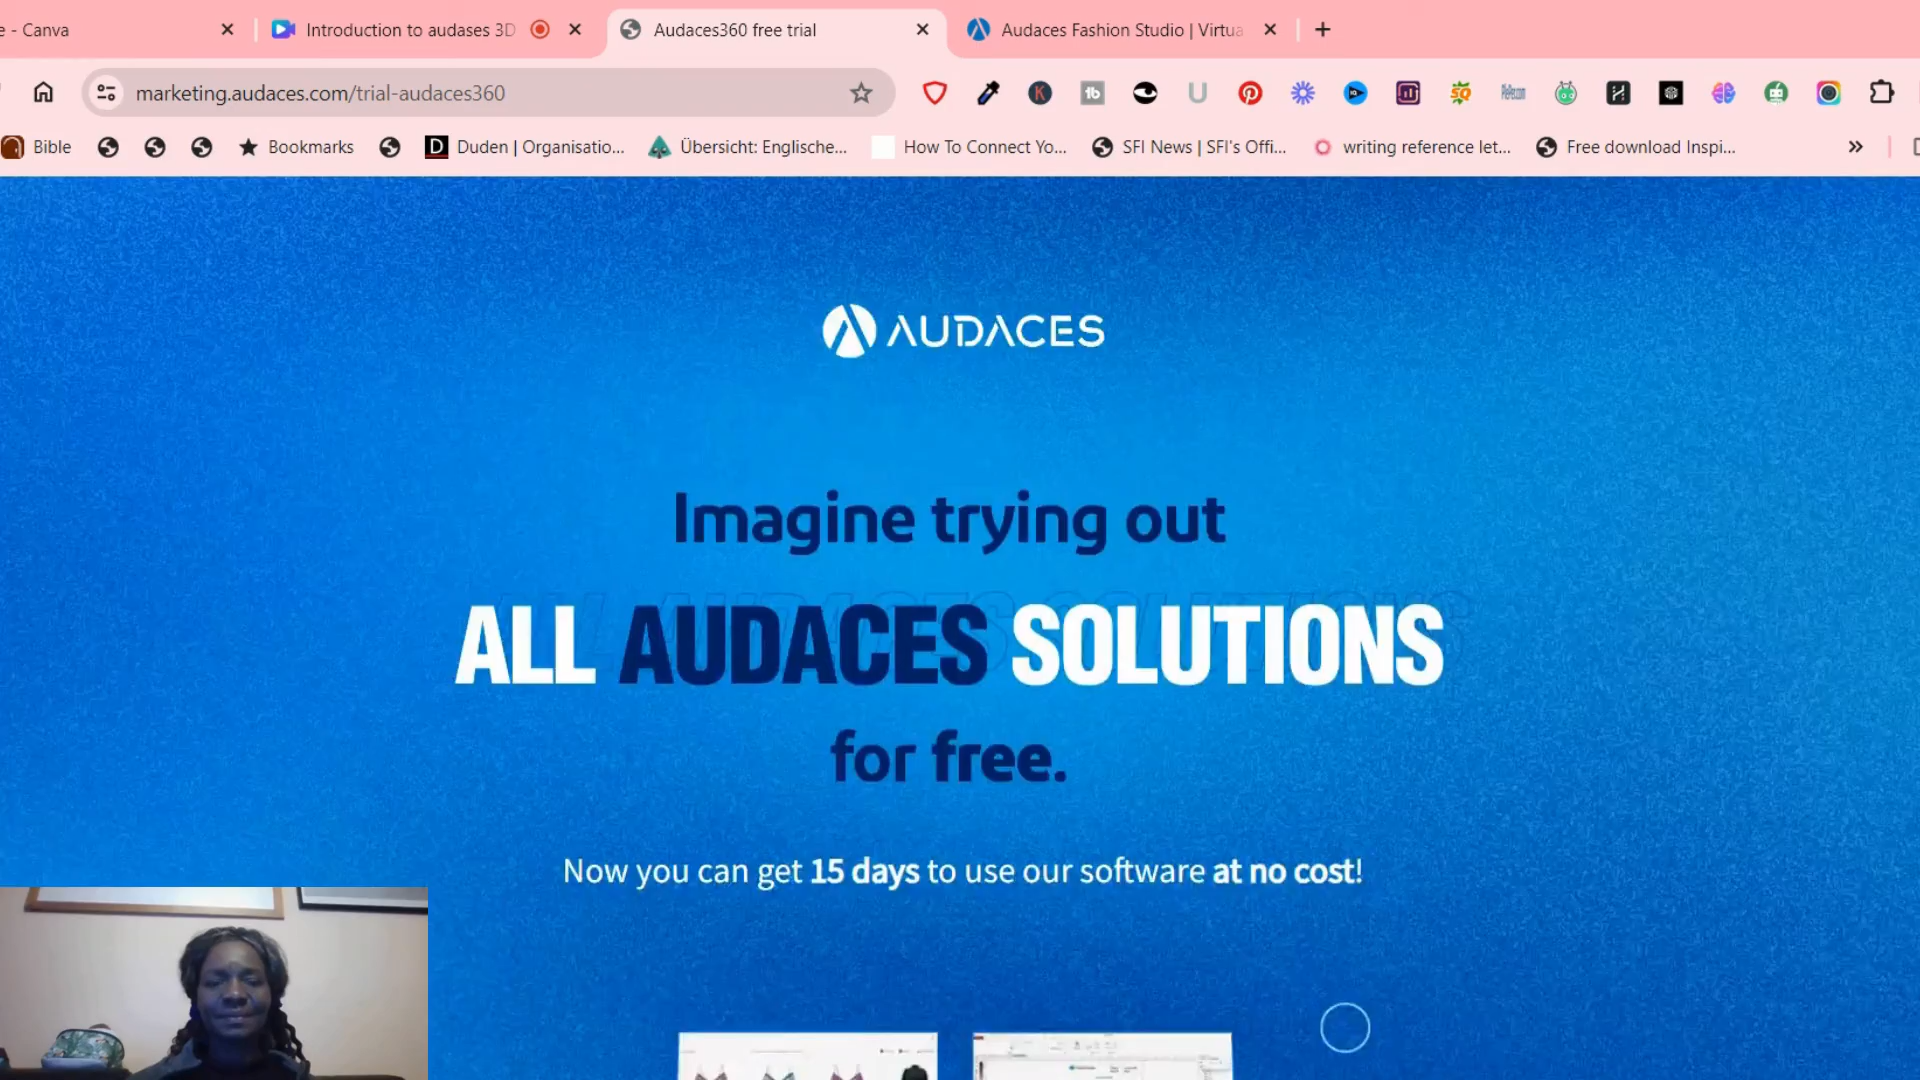 e - Canva
Introduction to audases 3D
Audaces360 free trial
Audaces Fashion Studio | Virtua
marketing.audaces.com/trial-audaces360
Bible
Bookmarks
Duden | Organisatio...
Übersicht: Englische...
How To Connect Yo...
SFI News | SFI's Offi...
writing reference let...
Free download Inspi...
AUDACES
Imagine trying out
ALL AUDACES SOLUTIONS
for free.
Now you can get 15 days to use our software at no cost!